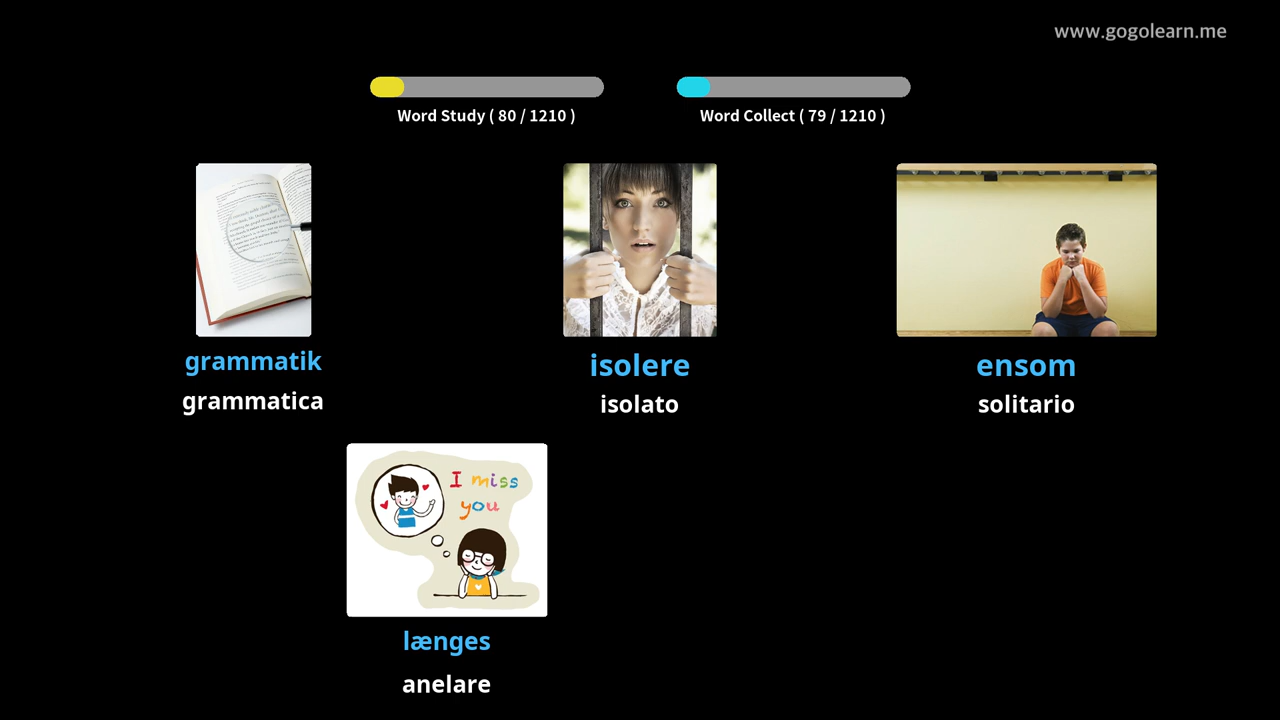 www.gogolearn.me
Word Study ( 80 / 1210 )
Word Collect ( 79 / 1210 )
grammatik
grammatica
isolere
isolato
ensom
solitario
I miss
you
længes
anelare